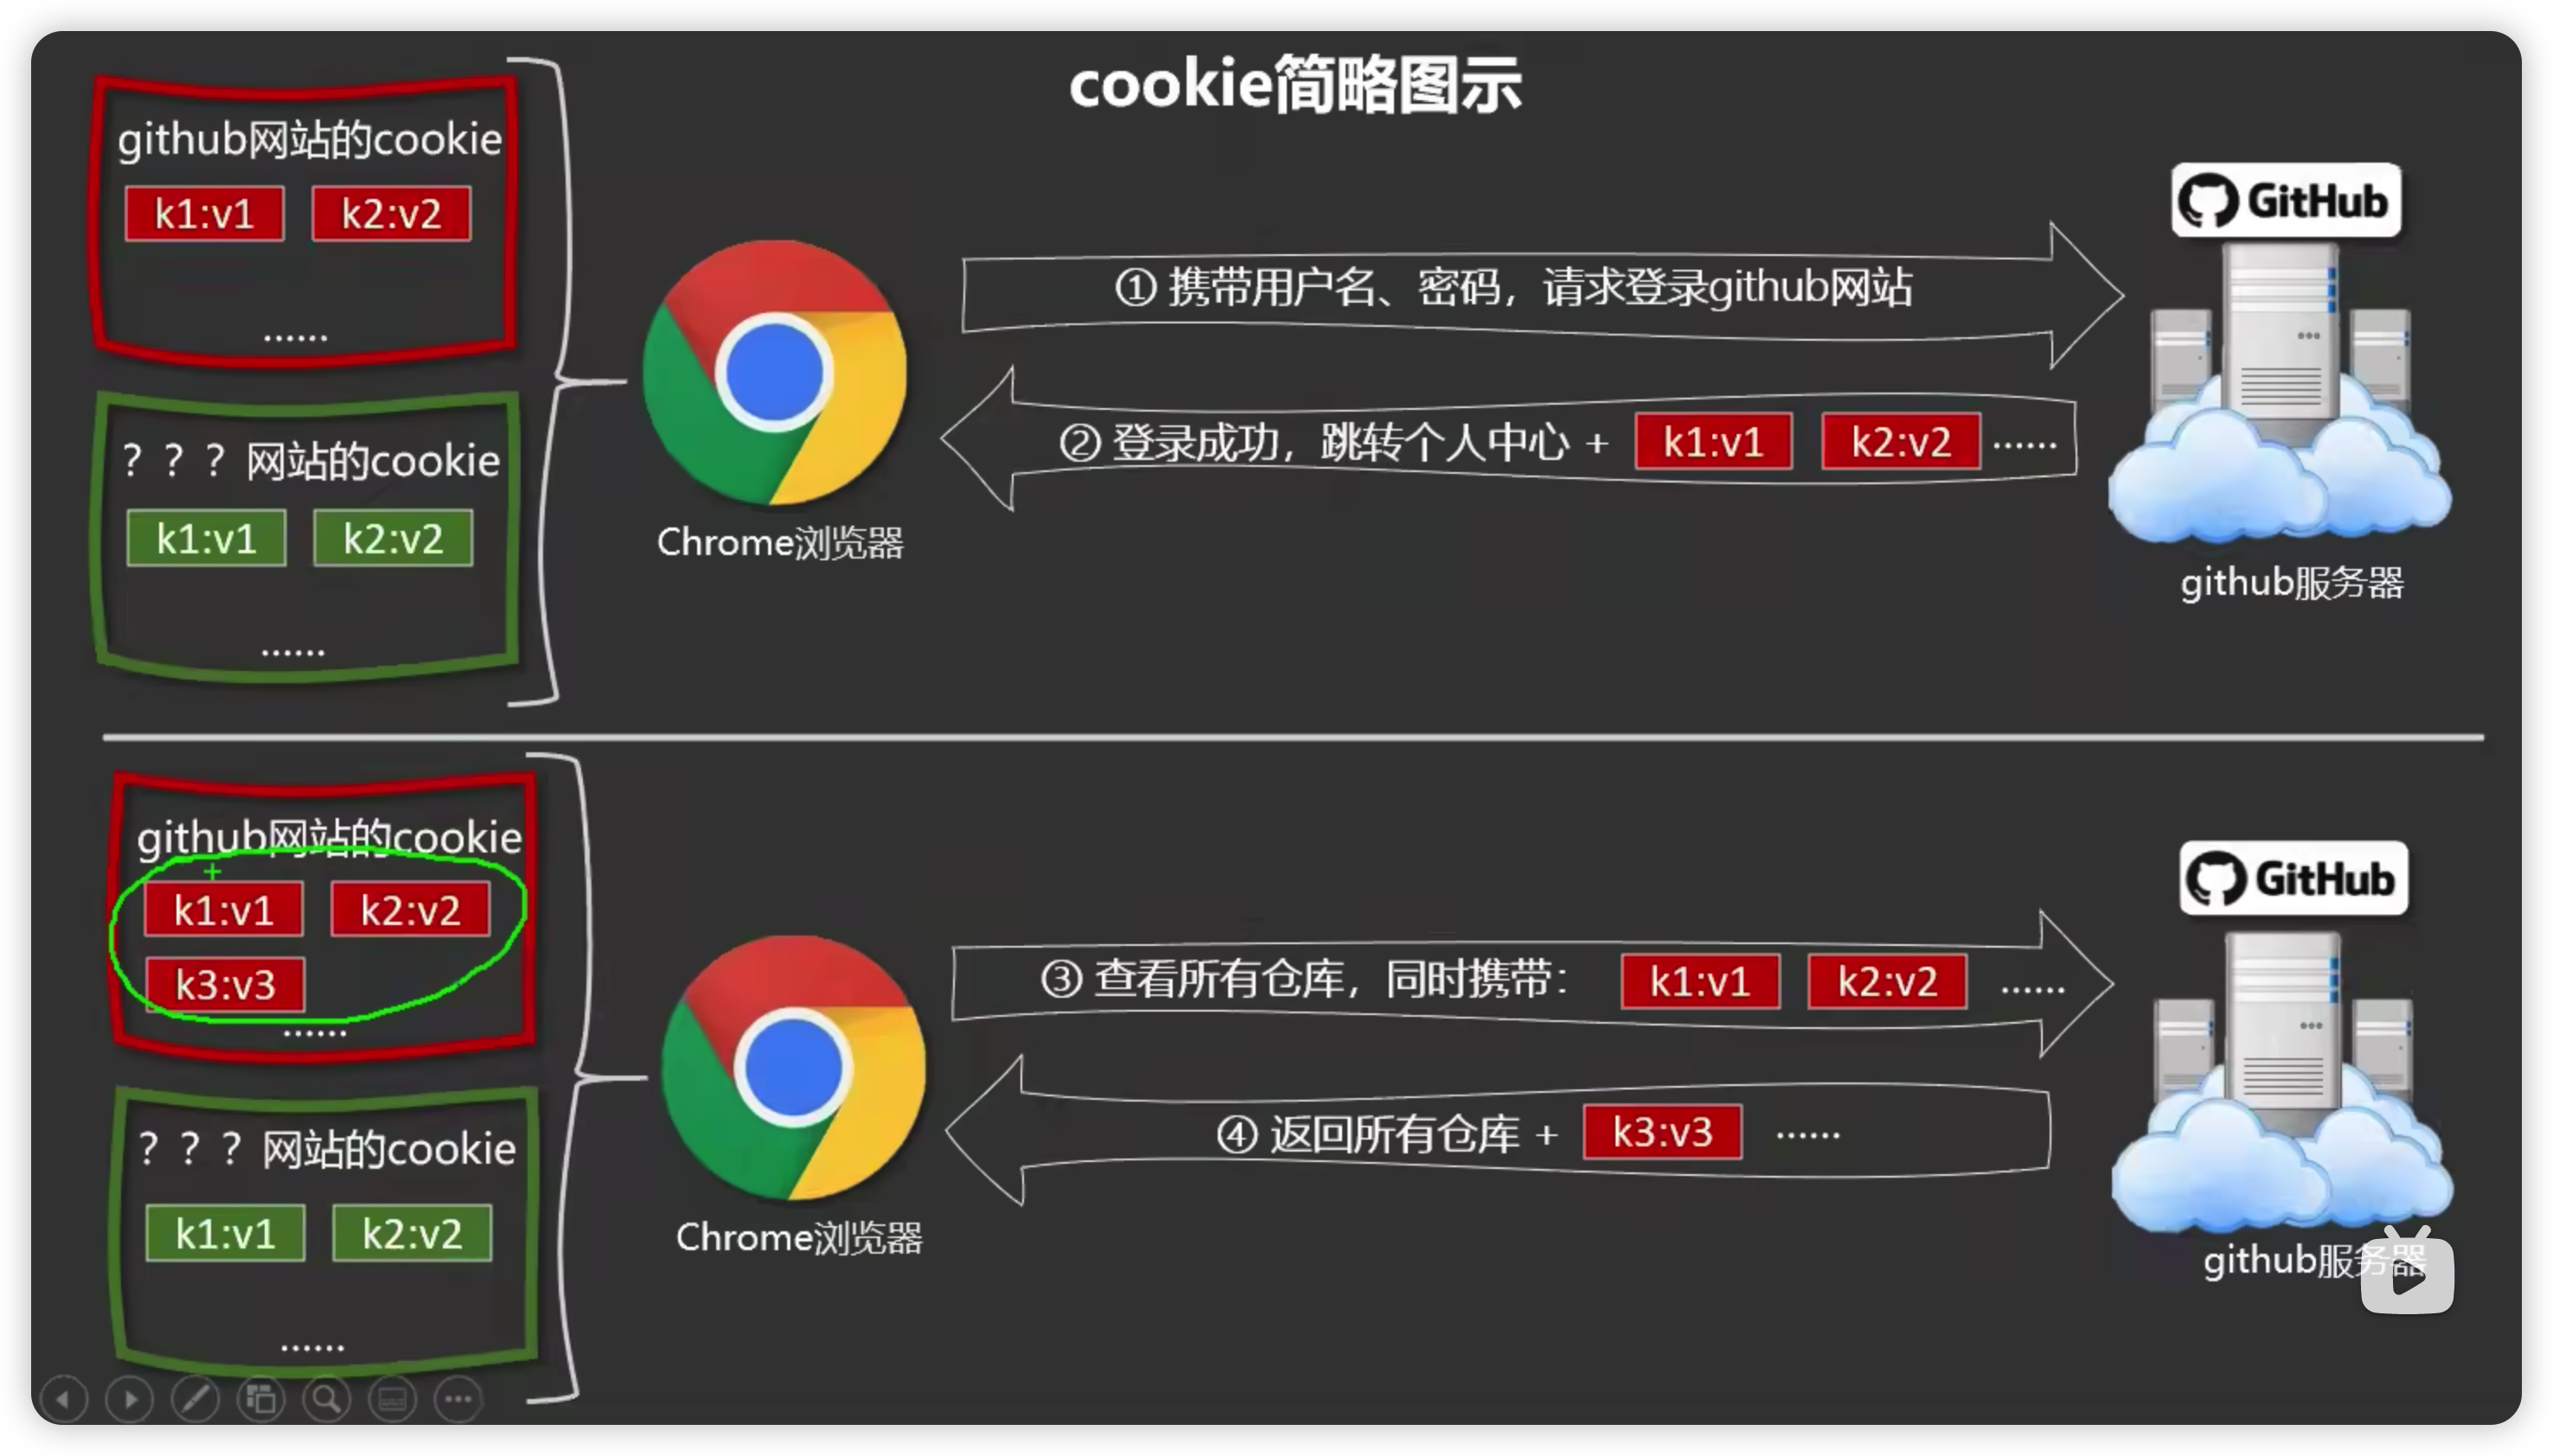 cookie简略图示
github网站的cookie
k1:v1 k2:v2
......
? ? ? 网站的cookie
k1:v1 k2:v2
......
Chrome浏览器
① 携带用户名、密码，请求登录github网站
② 登录成功，跳转个人中心 + k1:v1 k2:v2 ......
GitHub
github服务器
github网站的cookie
k1:v1 k2:v2
k3:v3
......
? ? ? 网站的cookie
k1:v1 k2:v2
......
Chrome浏览器
③ 查看所有仓库，同时携带： k1:v1 k2:v2 ......
④ 返回所有仓库 + k3:v3 ......
GitHub
github服务器